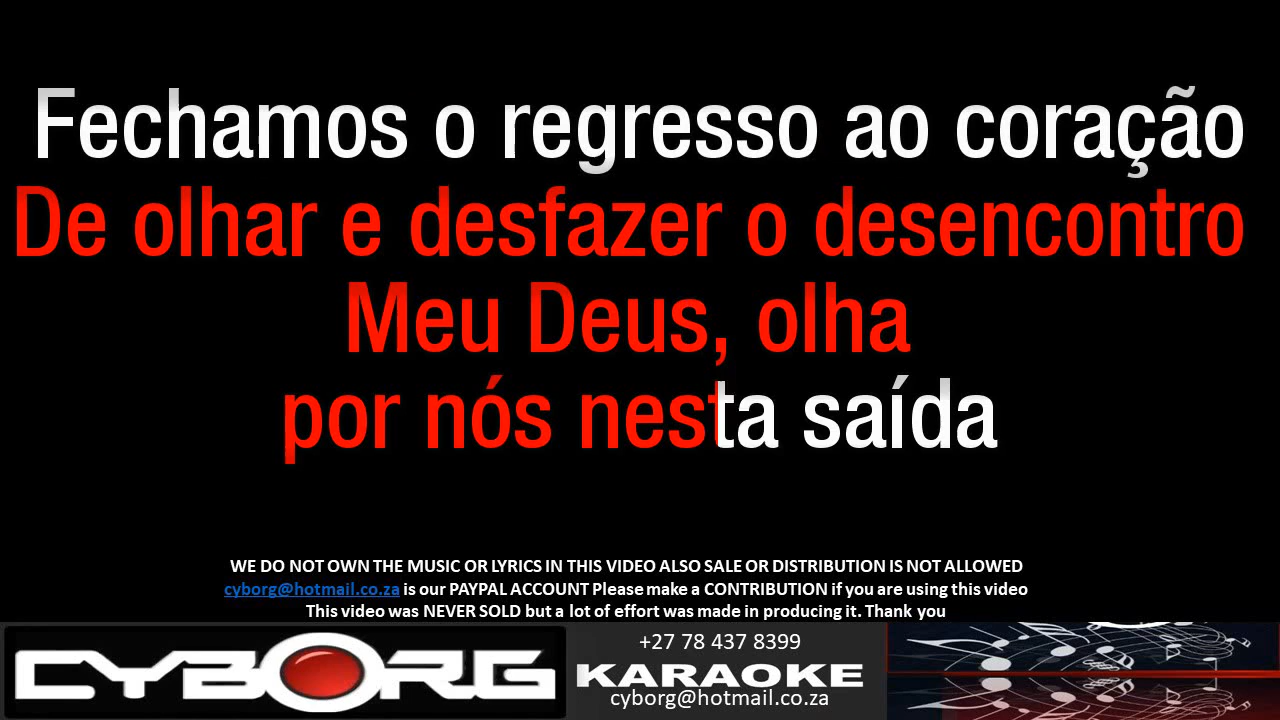 Fechamos o regresso ao coração
De olhar e desfazer o desencontro
Meu Deus, olha
por nós nesta saída
WE DO NOT OWN THE MUSIC OR LYRICS IN THIS VIDEO ALSO SALE OR DISTRIBUTION IS NOT ALLOWED
cyborg@hotmail.co.za is our PAYPAL ACCOUNT Please make a CONTRIBUTION if you are using this video
This video was NEVER SOLD but a lot of effort was made in producing it. Thank you
CYBORG
+27 78 437 8399
KARAOKE
cyborg@hotmail.co.za